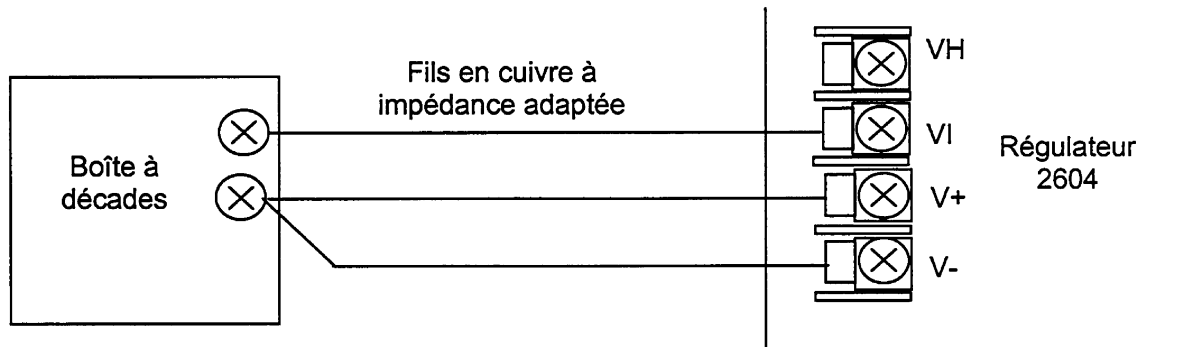 Fils en cuivre à
impédance adaptée
Boîte à
décades
VH
VI
V+
V-
Régulateur
2604